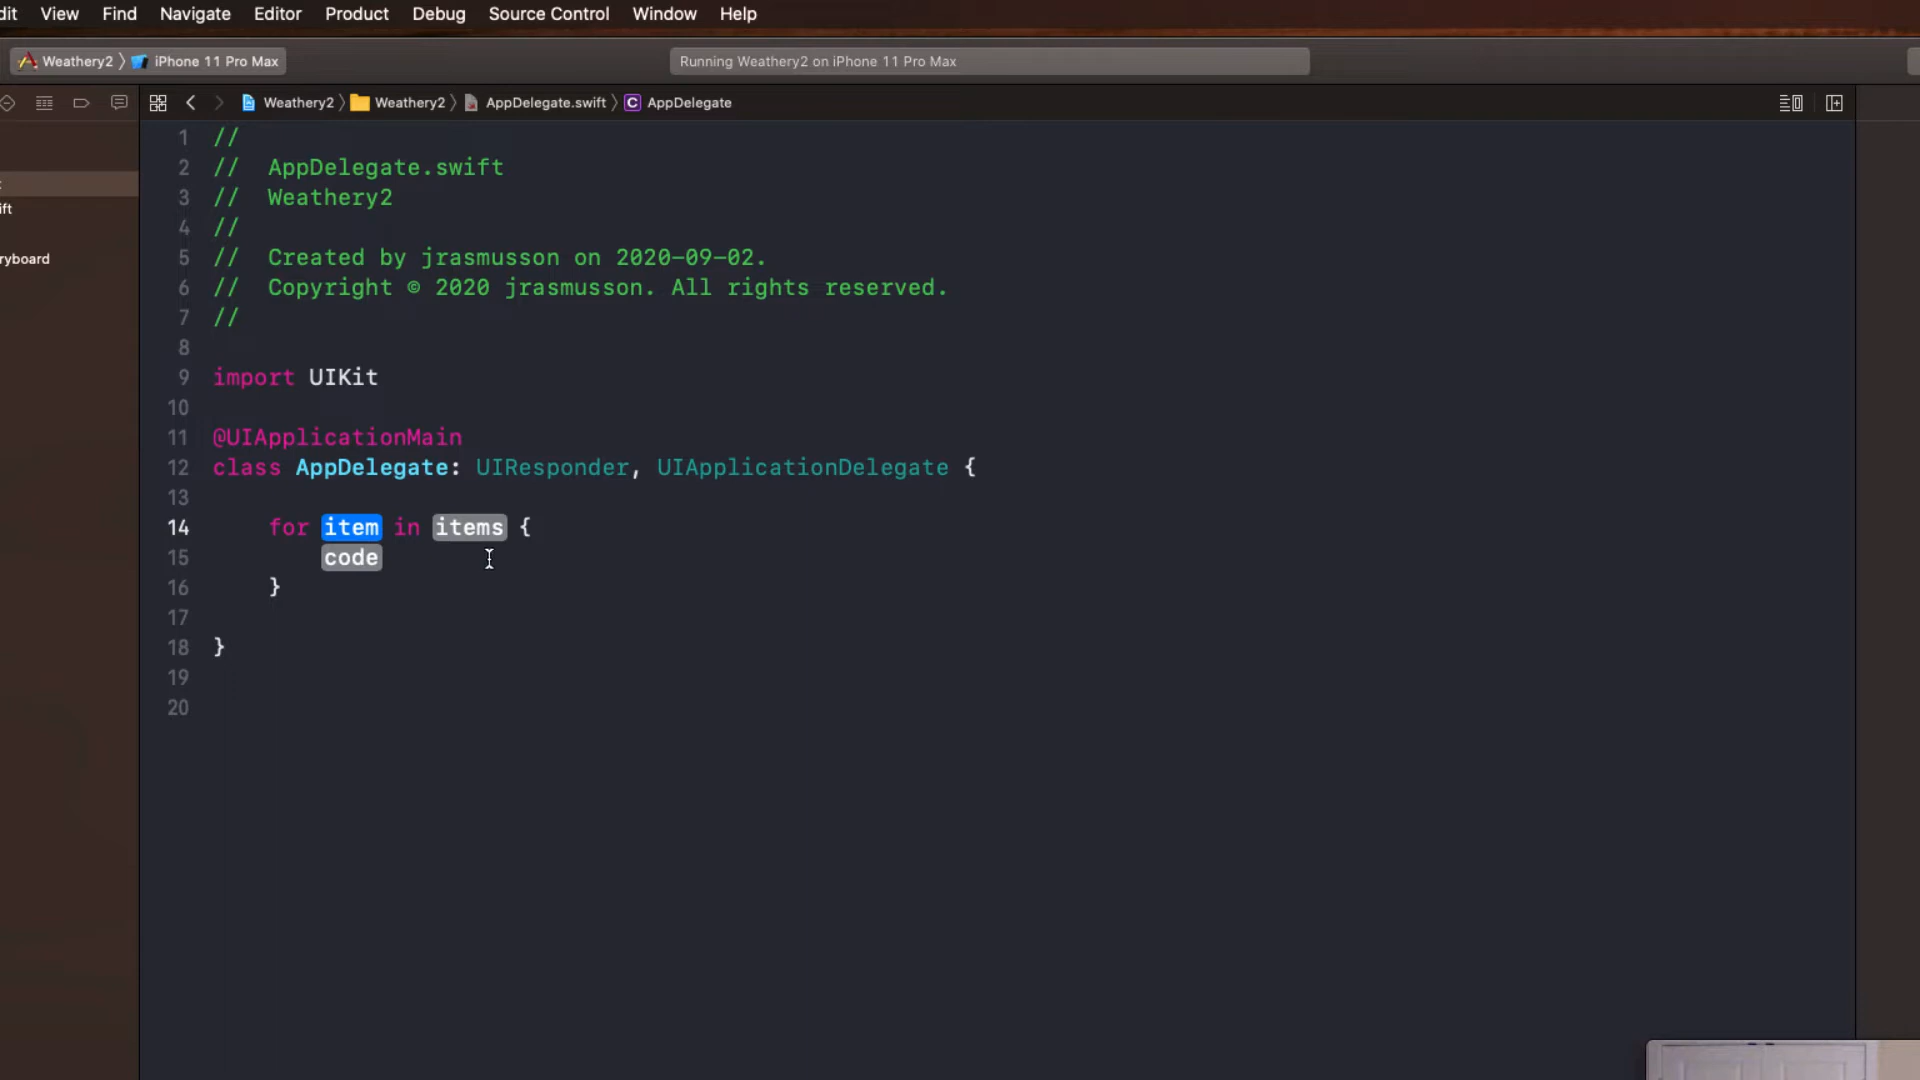 dit View Find Navigate Editor Product Debug Source Control Window Help
Weathery2 〉 iPhone 11 Pro Max
Running Weathery2 on iPhone 11 Pro Max
Weathery2 〉 Weathery2 〉 AppDelegate.swift 〉 C AppDelegate
ift
ryboard
1 //
2 //  AppDelegate.swift
3 //  Weathery2
4 //
5 //  Created by jrasmusson on 2020-09-02.
6 //  Copyright © 2020 jrasmusson. All rights reserved.
7 //
8
9 import UIKit
10
11 @UIApplicationMain
12 class AppDelegate: UIResponder, UIApplicationDelegate {
13
14     for item in items {
15         code
16     }
17
18 }
19
20